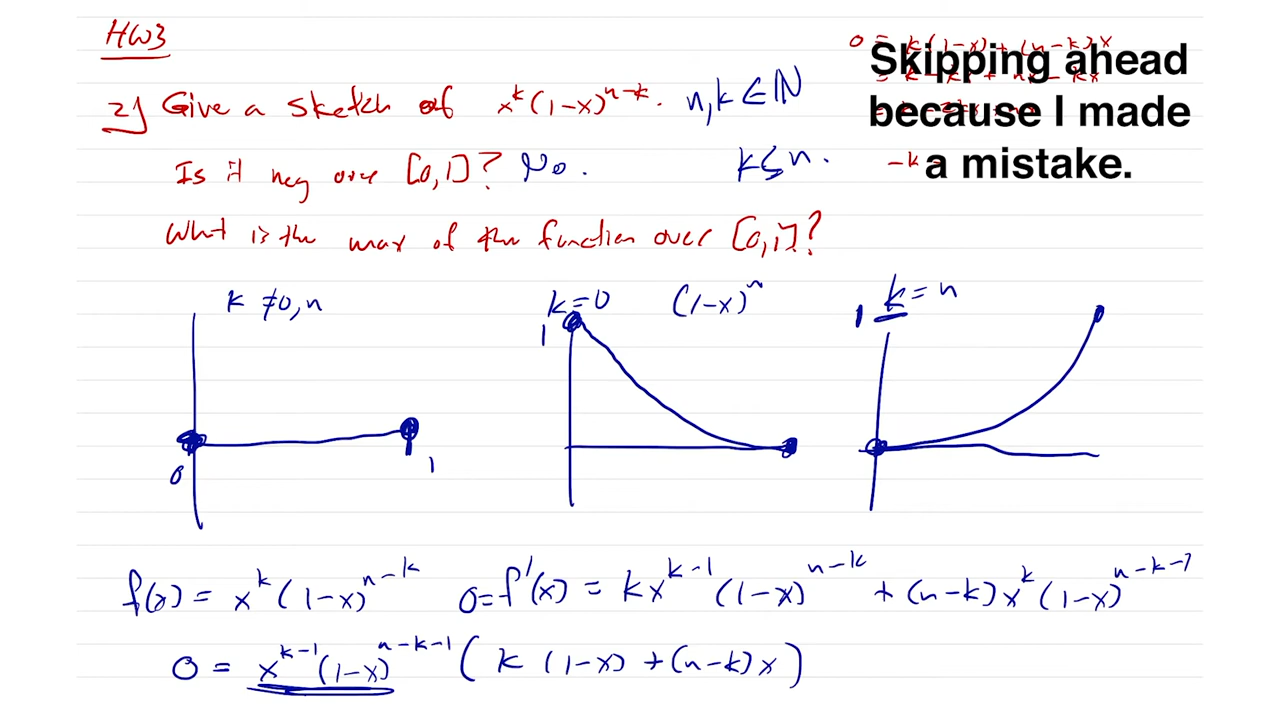 HW3
2) Give a sketch of x^k (1-x)^{n-k}. n, k ∈ ℕ
Is it neg over [0,1]? No. k ≤ n.
What is the max of the function over [0,1]?
Skipping ahead
because I made
a mistake.
k ≠ 0, n
0 1
k = 0 (1-x)^n
1
k = n
1
f(x) = x^k (1-x)^{n-k} 0 = f'(x) = k x^{k-1} (1-x)^{n-k} + (n-k) x^k (1-x)^{n-k-1}
0 = x^{k-1} (1-x)^{n-k-1} ( k (1-x) + (n-k) x )